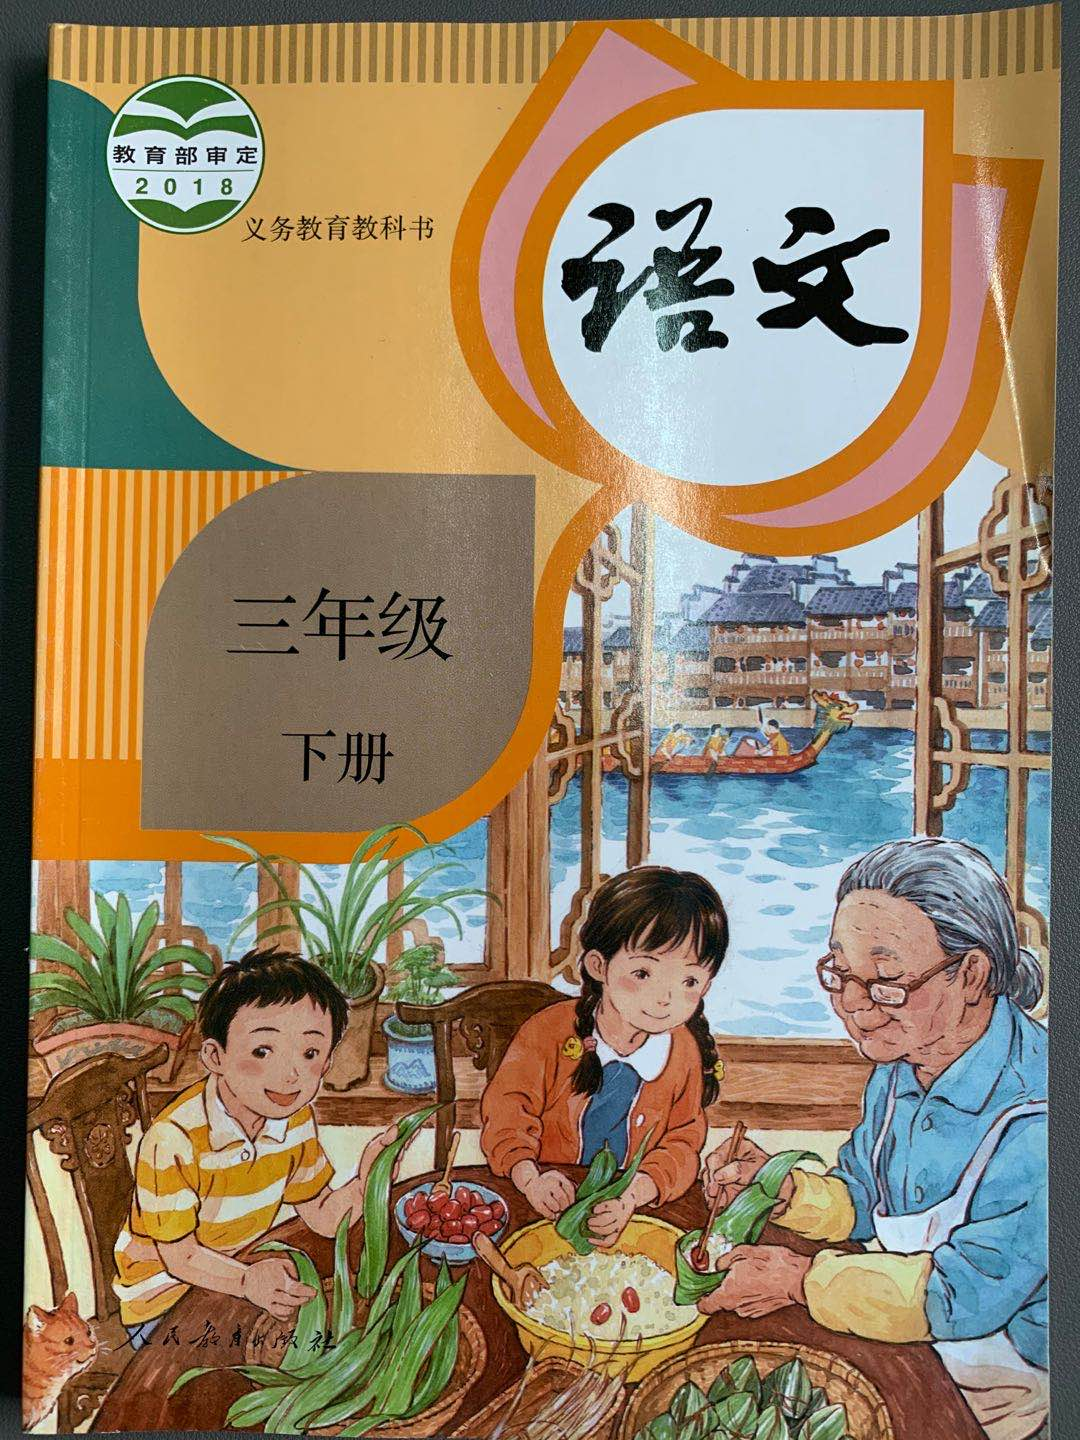 教育部审定
2018
义务教育教科书
语文
三年级
下册
人民教育出版社